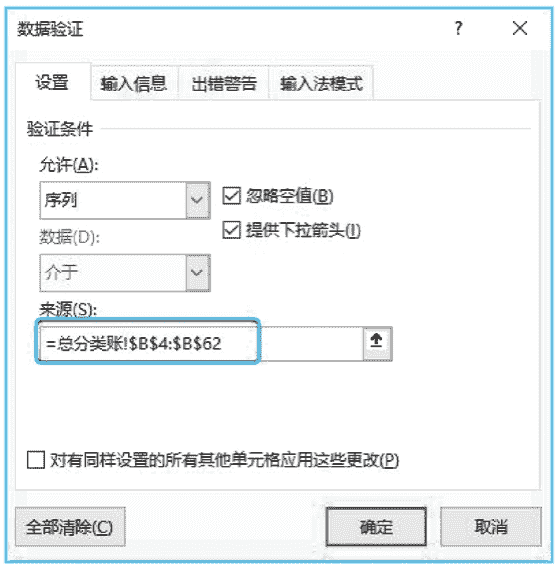 数据验证 ?
设置 输入信息 出错警告 输入法模式
验证条件
允许(A):
序列 忽略空值(B)
提供下拉箭头(I)
数据(D):
介于
来源(S):
=总分类账!$B$4:$B$62
对有同样设置的所有其他单元格应用这些更改(P)
全部清除(C) 确定 取消